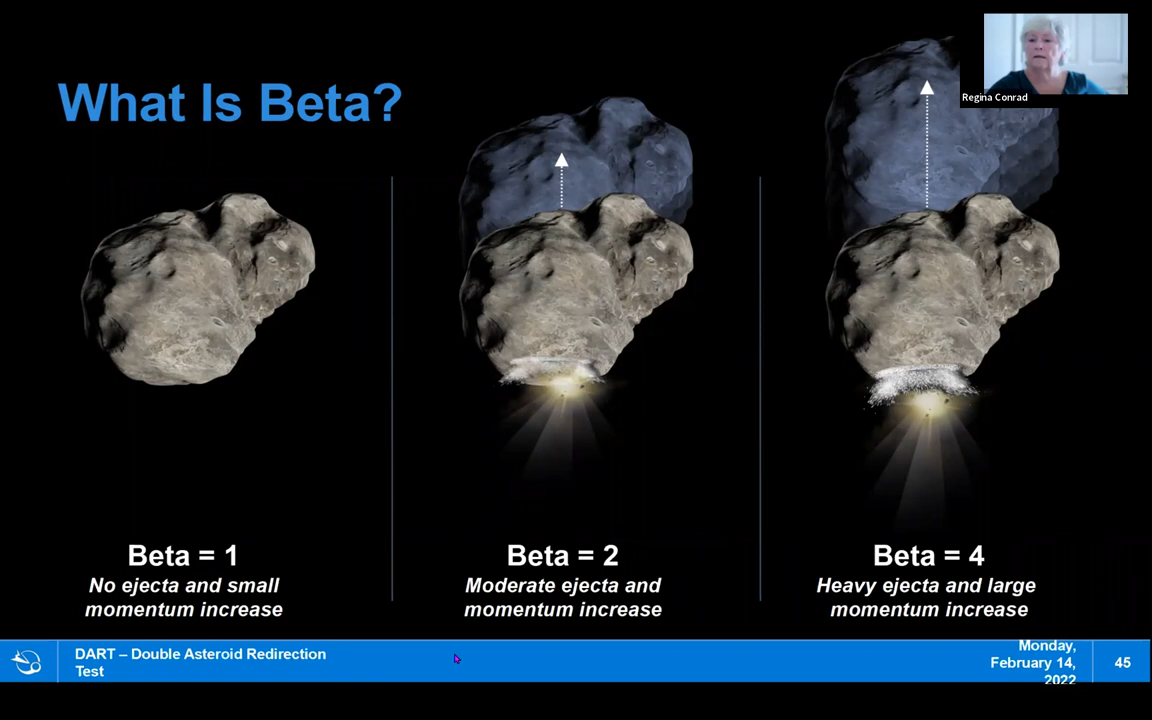 What Is Beta?
Regina Conrad
Beta = 1
No ejecta and small
momentum increase
Beta = 2
Moderate ejecta and
momentum increase
Beta = 4
Heavy ejecta and large
momentum increase
DART – Double Asteroid Redirection
Test
Monday,
February 14,
2022
45